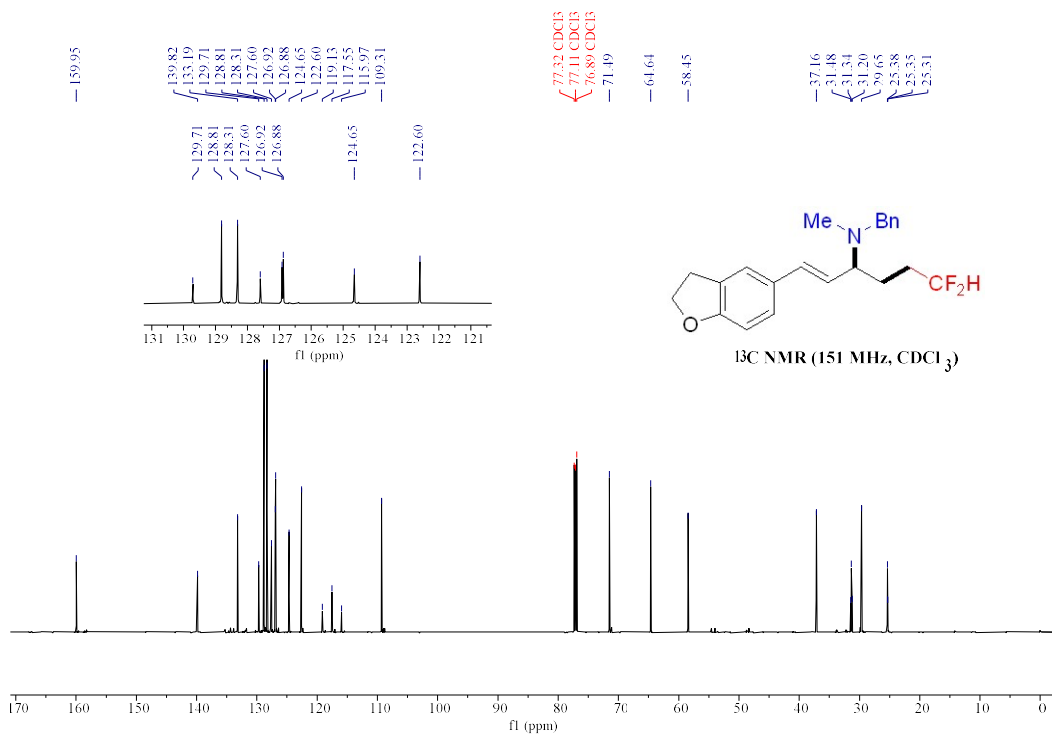 159.95
139.82
133.19
129.71
128.81
128.31
127.60
126.92
126.88
124.65
122.60
119.13
117.55
115.97
109.31
77.32 CDCl3
77.11 CDCl3
76.89 CDCl3
71.49
64.64
58.45
37.16
31.48
31.34
31.20
29.65
25.38
25.35
25.31
129.71
128.81
128.31
127.60
126.92
126.88
124.65
122.60
131 130 129 128 127 126 125 124 123 122 121
f1 (ppm)
Me
N
Bn
CF2H
O
13C NMR (151 MHz, CDCl3)
170 160 150 140 130 120 110 100 90 80 70 60 50 40 30 20 10 0
f1 (ppm)